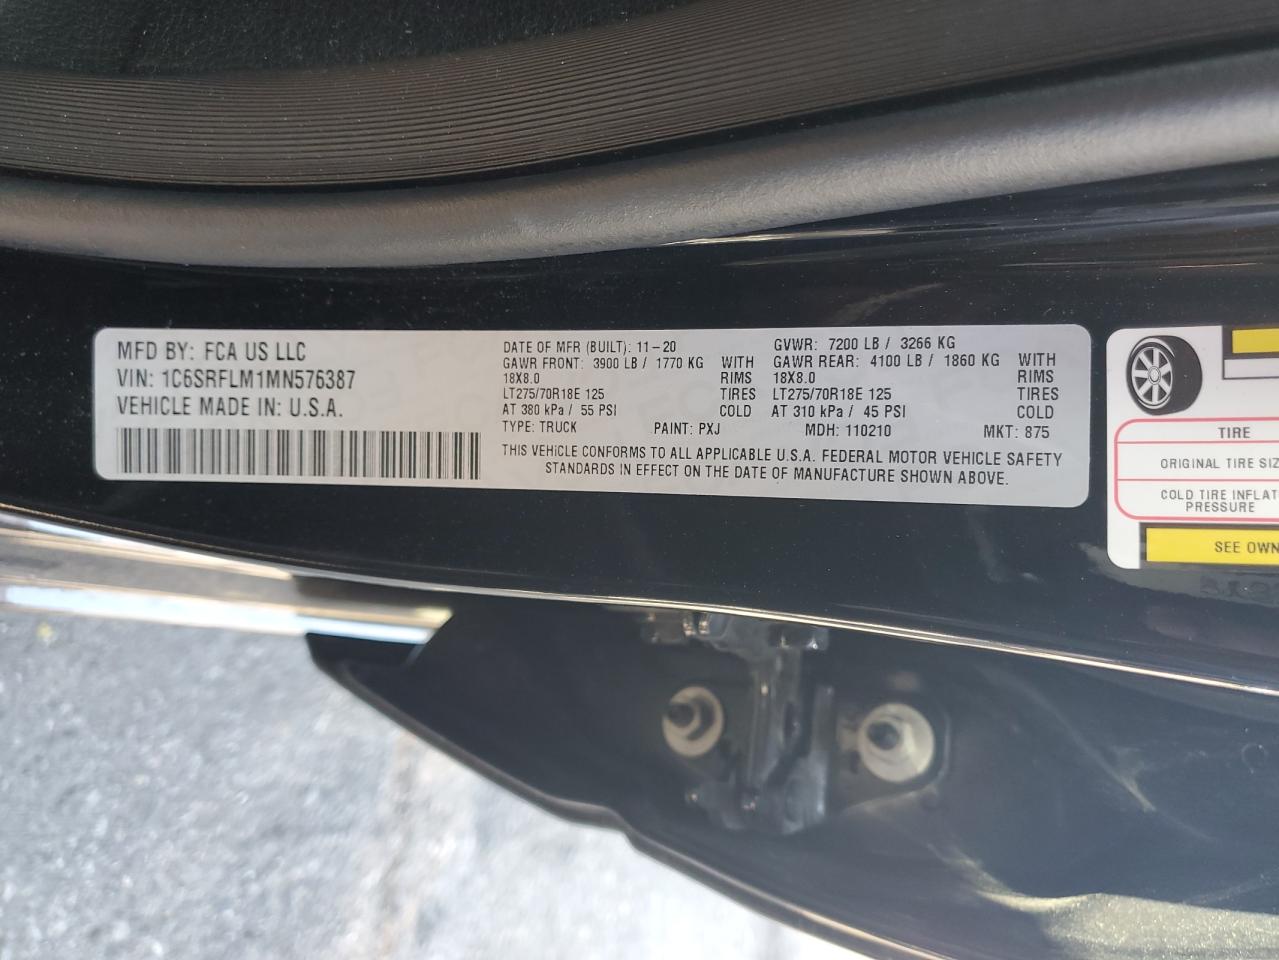 MFD BY: FCA US LLC
VIN: 1C6SRFLM1MN576387
VEHICLE MADE IN: U.S.A.
DATE OF MFR (BUILT): 11-20
GAWR FRONT: 3900 LB / 1770 KG WITH
18X8.0 RIMS
LT275/70R18E 125 TIRES
AT 380 kPa / 55 PSI COLD
GVWR: 7200 LB / 3266 KG
GAWR REAR: 4100 LB / 1860 KG WITH
18X8.0 RIMS
LT275/70R18E 125 TIRES
AT 310 kPa / 45 PSI COLD
TYPE: TRUCK PAINT: PXJ MDH: 110210 MKT: 875
THIS VEHICLE CONFORMS TO ALL APPLICABLE U.S.A. FEDERAL MOTOR VEHICLE SAFETY
STANDARDS IN EFFECT ON THE DATE OF MANUFACTURE SHOWN ABOVE.
TIRE
ORIGINAL TIRE SIZ
COLD TIRE INFLAT
PRESSURE
SEE OWN